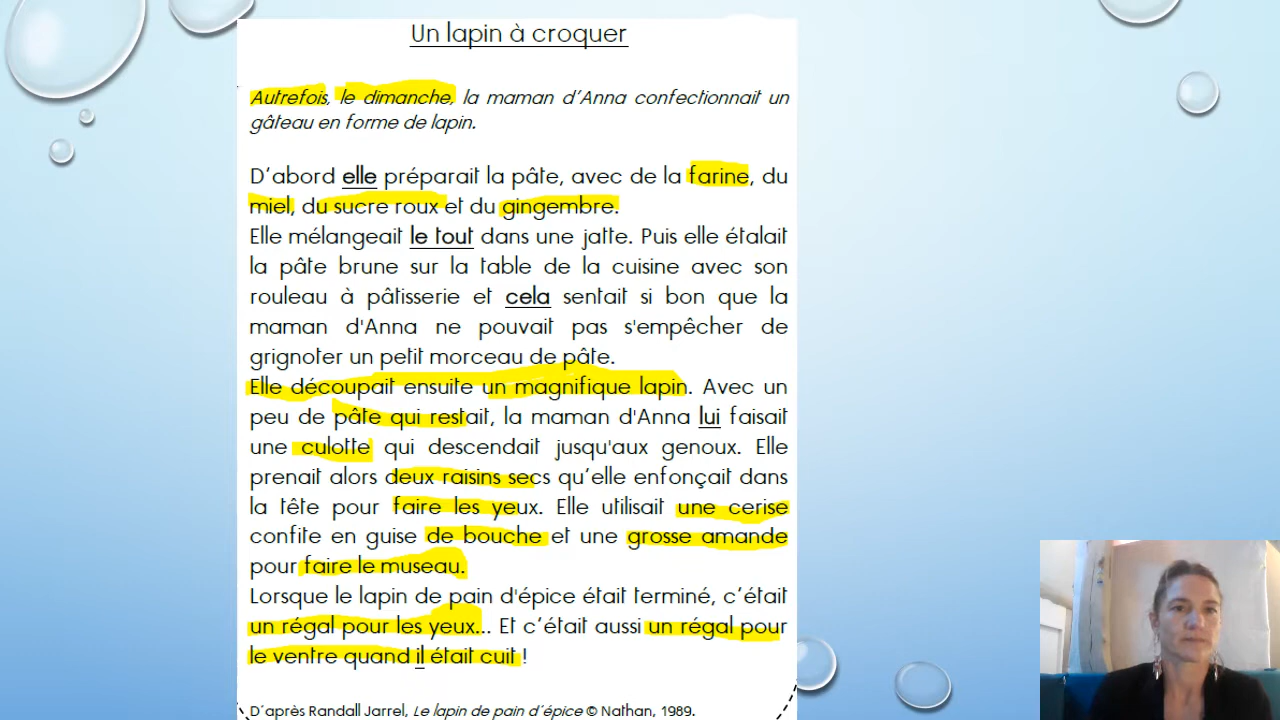 Un lapin à croquer
Autrefois, le dimanche, la maman d'Anna confectionnait un
gâteau en forme de lapin.
D'abord elle préparait la pâte, avec de la farine, du
miel, du sucre roux et du gingembre.
Elle mélangeait le tout dans une jatte. Puis elle étalait
la pâte brune sur la table de la cuisine avec son
rouleau à pâtisserie et cela sentait si bon que la
maman d'Anna ne pouvait pas s'empêcher de
grignoter un petit morceau de pâte.
Elle découpait ensuite un magnifique lapin. Avec un
peu de pâte qui restait, la maman d'Anna lui faisait
une culotte qui descendait jusqu'aux genoux. Elle
prenait alors deux raisins secs qu'elle enfonçait dans
la tête pour faire les yeux. Elle utilisait une cerise
confite en guise de bouche et une grosse amande
pour faire le museau.
Lorsque le lapin de pain d'épice était terminé, c'était
un régal pour les yeux... Et c'était aussi un régal pour
le ventre quand il était cuit !
D'après Randall Jarrel, Le lapin de pain d'épice © Nathan, 1989.